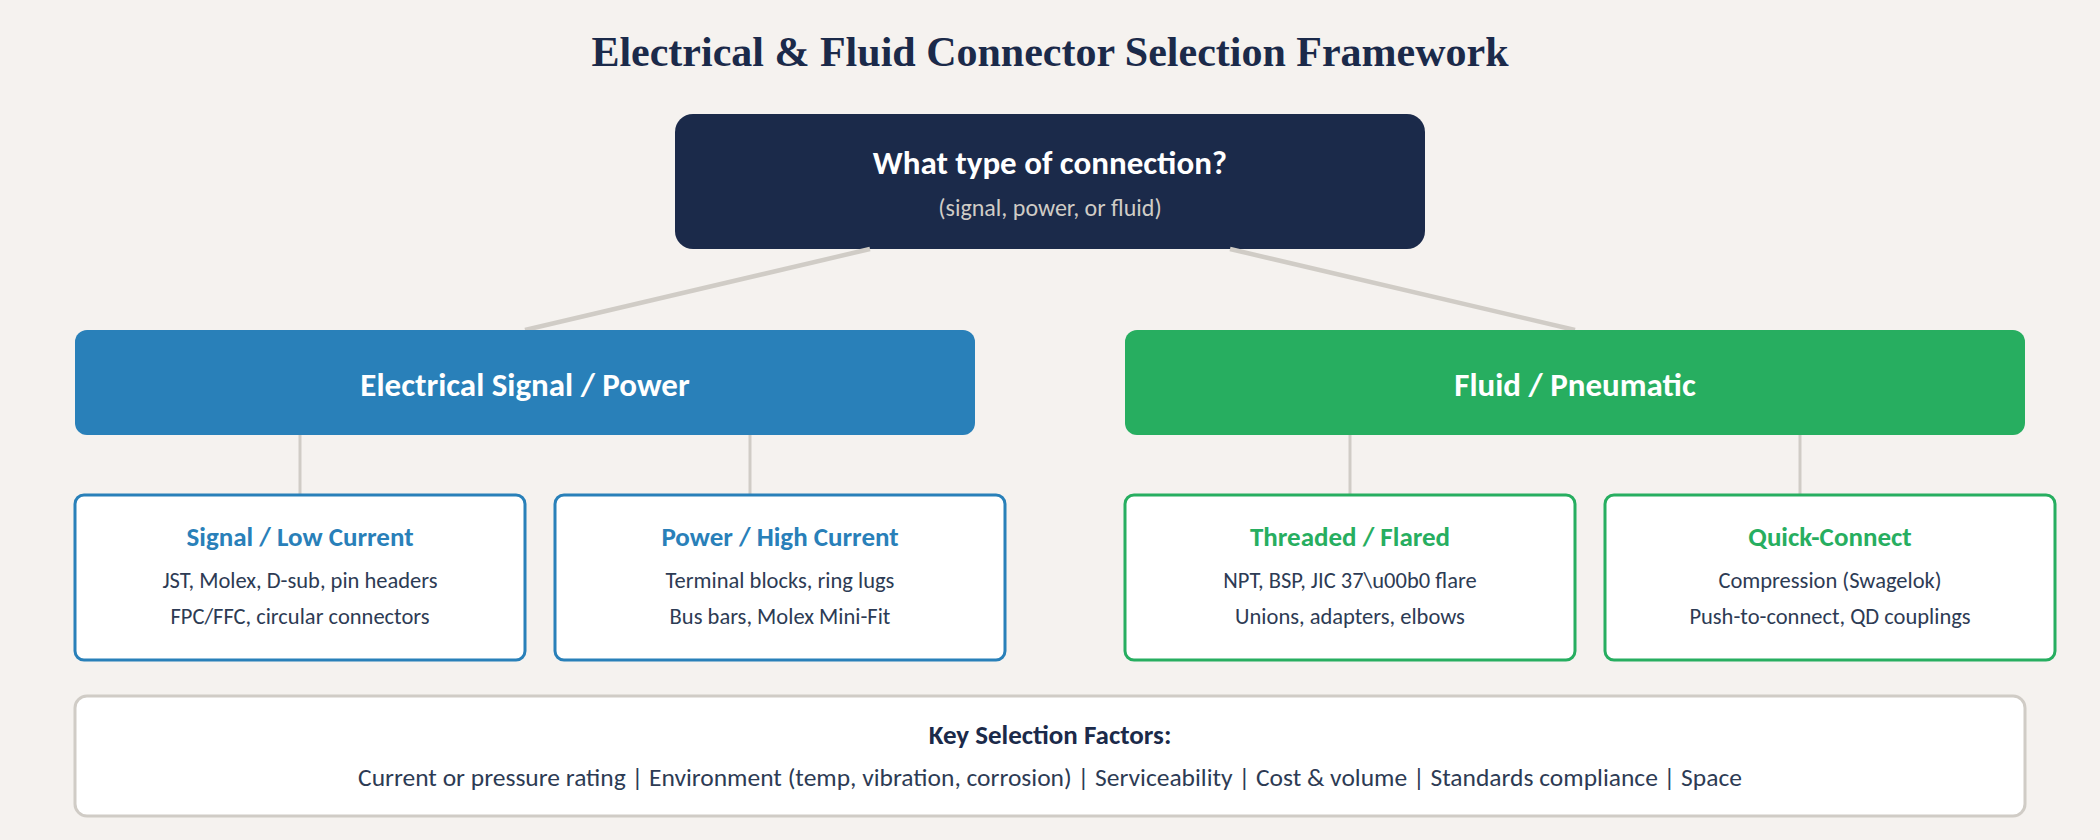 Electrical & Fluid Connector Selection Framework
What type of connection?
(signal, power, or fluid)
Electrical Signal / Power
Fluid / Pneumatic
Signal / Low Current
JST, Molex, D-sub, pin headers
FPC/FFC, circular connectors
Power / High Current
Terminal blocks, ring lugs
Bus bars, Molex Mini-Fit
Threaded / Flared
NPT, BSP, JIC 37\u00b0 flare
Unions, adapters, elbows
Quick-Connect
Compression (Swagelok)
Push-to-connect, QD couplings
Key Selection Factors:
Current or pressure rating | Environment (temp, vibration, corrosion) | Serviceability | Cost & volume | Standards compliance | Space